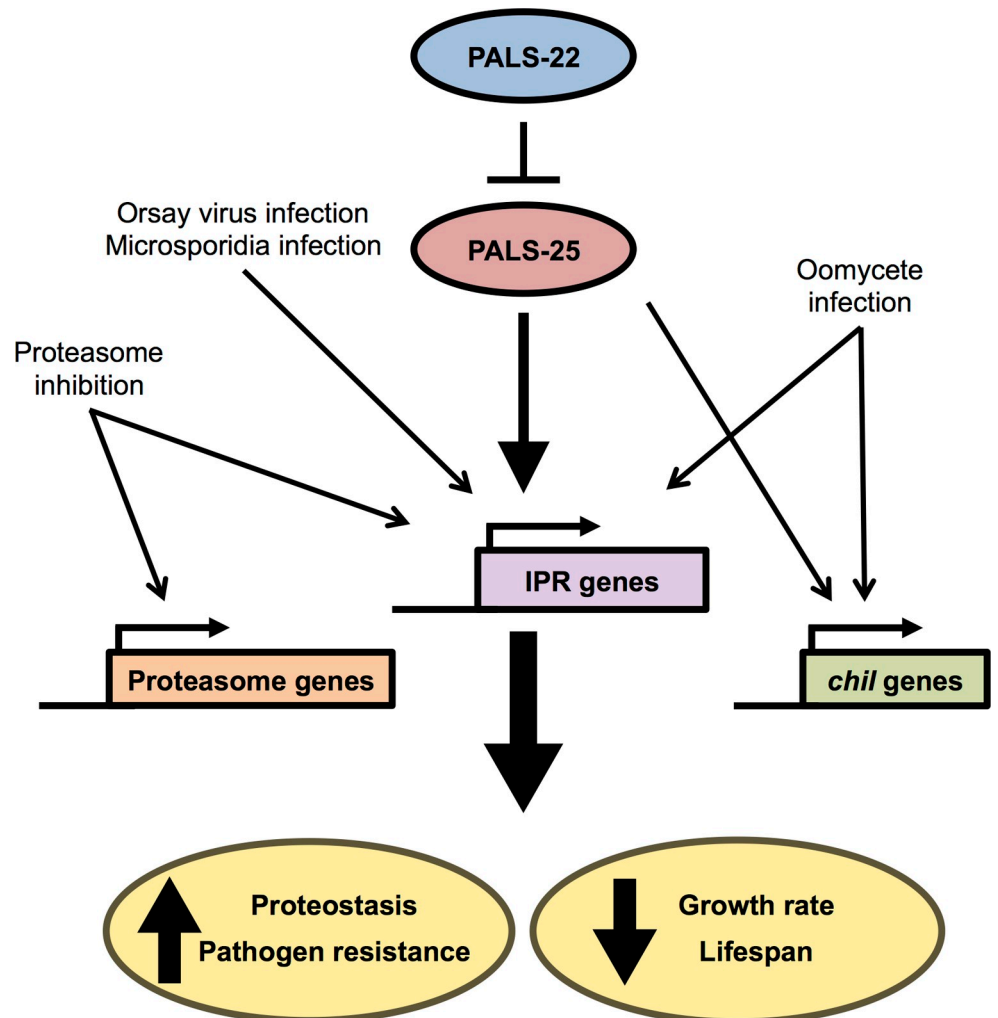 PALS-22
Orsay virus infection
Microsporidia infection
PALS-25
Oomycete
infection
Proteasome
inhibition
IPR genes
Proteasome genes
chil genes
Proteostasis
Pathogen resistance
Growth rate
Lifespan